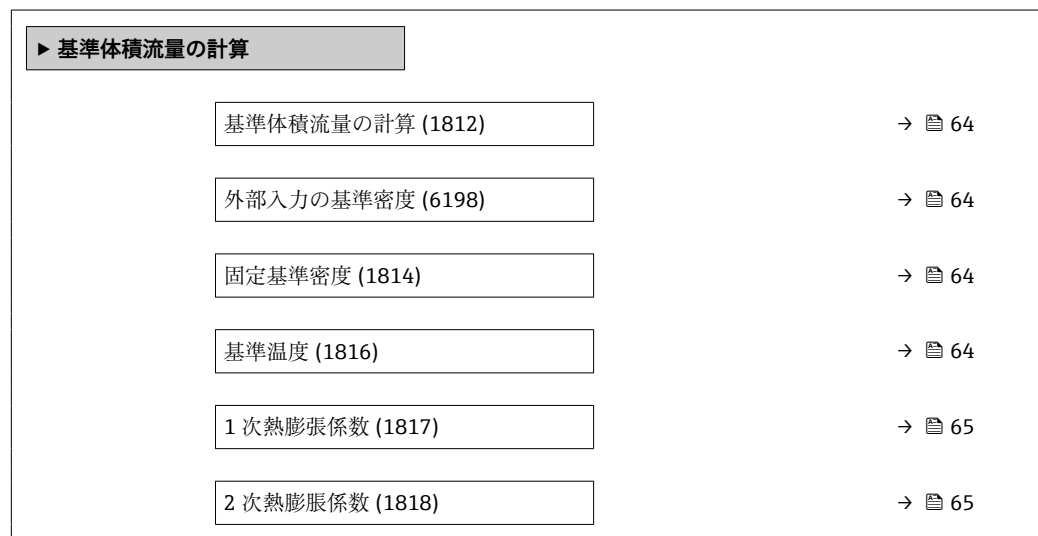 ▶ 基準体積流量の計算
基準体積流量の計算 (1812) → 🗎 64
外部入力の基準密度 (6198) → 🗎 64
固定基準密度 (1814) → 🗎 64
基準温度 (1816) → 🗎 64
1 次熱膨張係数 (1817) → 🗎 65
2 次熱膨脹係数 (1818) → 🗎 65